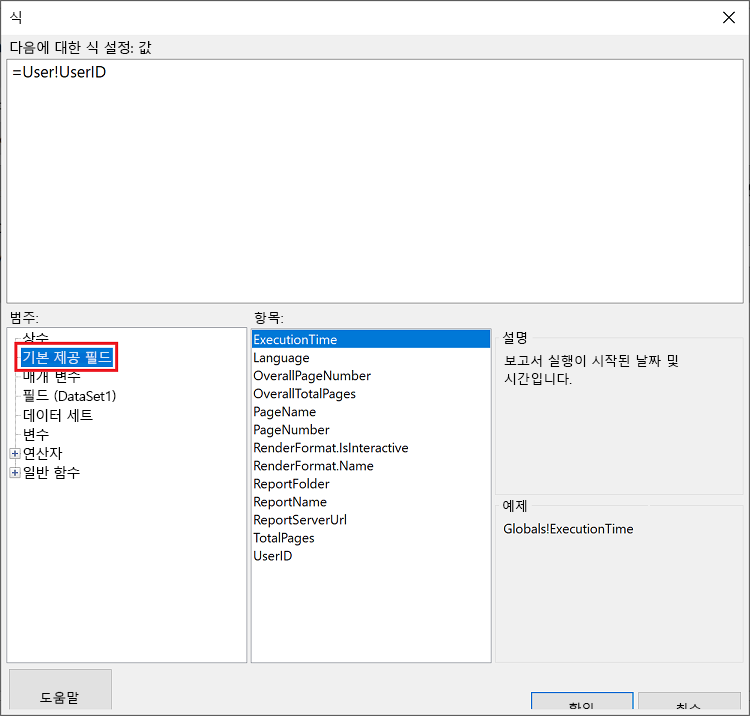 식
다음에 대한 식 설정: 값
=User!UserID
범주:
상수
기본 제공 필드
매개 변수
필드 (DataSet1)
데이터 세트
변수
연산자
일반 함수
항목:
ExecutionTime
Language
OverallPageNumber
OverallTotalPages
PageName
PageNumber
RenderFormat.IsInteractive
RenderFormat.Name
ReportFolder
ReportName
ReportServerUrl
TotalPages
UserID
설명
보고서 실행이 시작된 날짜 및
시간입니다.
예제
Globals!ExecutionTime
도움말
확인
취소